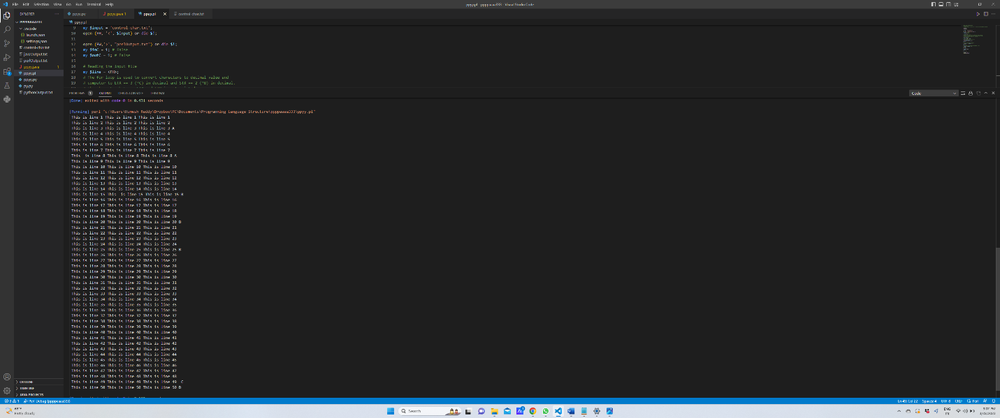 File Edit Selection View Go Run Terminal Help
ppyy.pl - ppppaaaa333 - Visual Studio Code
EXPLORER
ppyy.py
ppyy.java 1
ppyy.pl
control-char.txt
PPPPAAAA333
.vscode
launch.json
settings.json
control-char.txt
javaOutput.txt
perlOutput.txt
ppyy.java 1
ppyy.pl
ppyy.py
py.py
pythonOutput.txt
OUTLINE
TIMELINE
JAVA PROJECTS
ppyy.pl
9 my $input = 'control-char.txt';
10 open (FH, '<', $input) or die $!;
11
12 open (FW,'>', "perlOutput.txt") or die $!;
13 my $inC = 1; # False
14 my $outC = 1; # False
15
16 # Reading the input file
17 my $line = <FH>;
18 # The for loop is used to convert characters to decimal value and
19 # computer to ETX == 3 (^C) in decimal and STX == 2 (^B) in decimal.
PROBLEMS 1 OUTPUT DEBUG CONSOLE TERMINAL
Code
[Done] exited with code 0 in 0.431 seconds
[Running] perl "c:\Users\Humesh Reddy\Dropbox\PC\Documents\Programming Language Structure\ppppaaaa333\ppyy.pl"
This is line 1 This is line 1 This is line 1
This is line 2 This is line 2 This is line 2
This is line 3 This is line 3 This is line 3 A
This is line 4 This is line 4 This is line 4
This is line 5 This is line 5 This is line 5
This is line 6 This is line 6 This is line 6
This is line 7 This is line 7 This is line 7
This  is line 8 This is line 8 This is line 8 A
This is line 9 This is line 9 This is line 9
This is line 10 This is line 10 This is line 10
This is line 11 This is line 11 This is line 11
This is line 12 This is line 12 This is line 12
This is line 13 This is line 13 This is line 13
This is line 14 This is line 14 This is line 14
This is line 15 This  is line 15 This is line 15 B
This is line 16 This is line 16 This is line 16
This is line 17 This is line 17 This is line 17
This is line 18 This is line 18 This is line 18
This is line 19 This is line 19 This is line 19
This is line 20 This is line 20 This is line 20 D
This is line 21 This is line 21 This is line 21
This is line 22 This is line 22 This is line 22
This is line 23 This is line 23 This is line 23
This is line 24 This is line 24 This is line 24
This is line 25 This is line 25 This is line 25 B
This is line 26 This is line 26 This is line 26
This is line 27 This is line 27 This is line 27
This is line 28 This is line 28 This is line 28
This is line 29 This is line 29 This is line 29
This is line 30 This is line 30 This is line 30
This is line 31 This is line 31 This is line 31
This is line 32 This is line 32 This is line 32
This is line 33 This is line 33 This is line 33
This is line 34 This is line 34 This is line 34
This is line 35 This is line 35 This is line 35
This is line 36 This is line 36 This is line 36
This is line 37 This is line 37 This is line 37
This is line 38 This is line 38 This is line 38
This is line 39 This is line 39 This is line 39
This is line 40 This is line 40 This is line 40
This is line 41 This is line 41 This is line 41
This is line 42 This is line 42 This is line 42
This is line 43 This is line 43 This is line 43
This is line 44 This is line 44 This is line 44
This is line 45 This is line 45 This is line 45
This is line 46 This is line 46 This is line 46
This is line 47 This is line 47 This is line 47
This is line 48 This is line 48 This is line 48
This is line 49 This is line 49 This is line 49  C
This is line 50 This is line 50 This is line 50 D
0 1 Perl Debug (ppppaaaa333)
Ln 49, Col 22 Spaces: 4 UTF-8 CRLF Perl
Partly cloudy
Search
ENG
IN
9:07 PM
3/22/2023